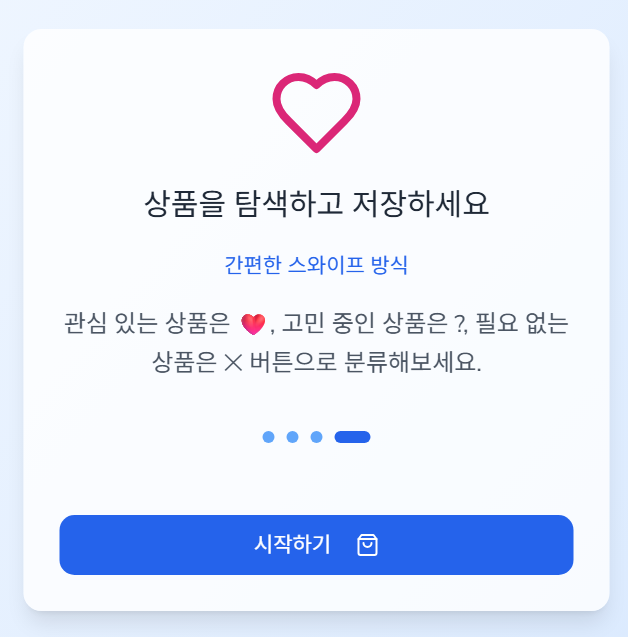 상품을 탐색하고 저장하세요
간편한 스와이프 방식
관심 있는 상품은 ❤️, 고민 중인 상품은 ?, 필요 없는
상품은 ✕ 버튼으로 분류해보세요.
시작하기